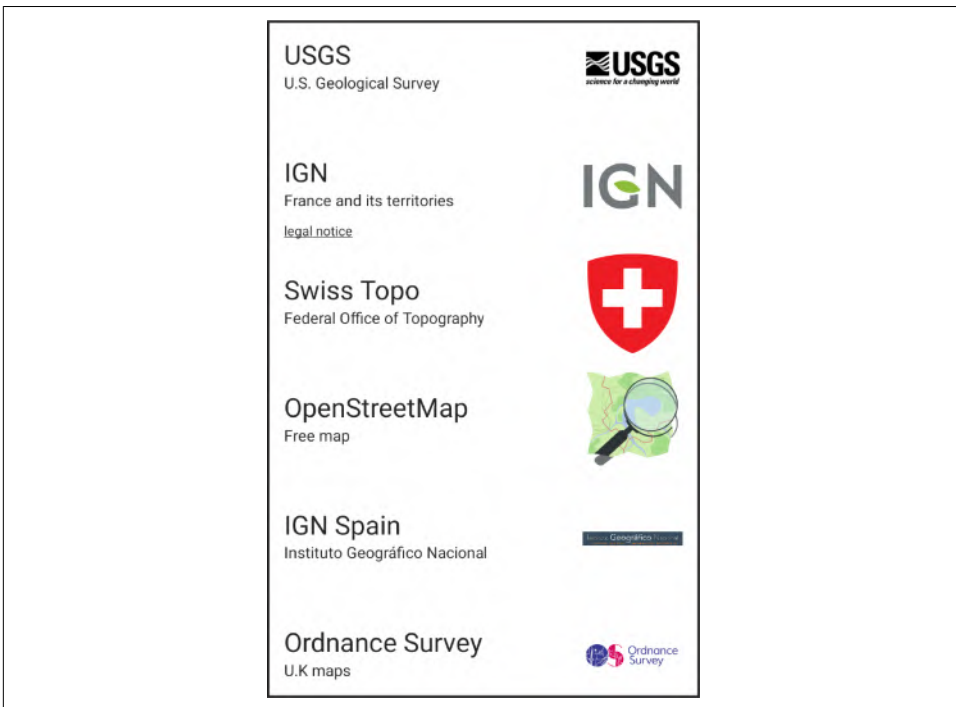 USGS
U.S. Geological Survey
USGS
science for a changing world
IGN
France and its territories
legal notice
IGN
Swiss Topo
Federal Office of Topography
OpenStreetMap
Free map
IGN Spain
Instituto Geográfico Nacional
Geográfico
Ordnance Survey
U.K maps
Ordnance
Survey